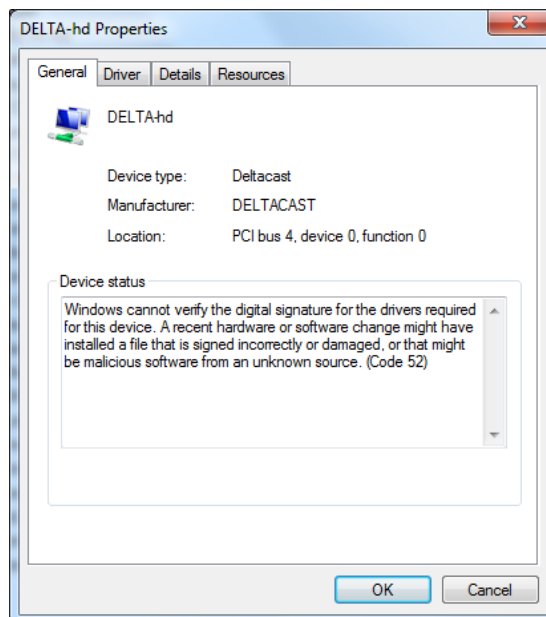 DELTA-hd Properties
General Driver Details Resources
DELTA-hd
Device type: Deltacast
Manufacturer: DELTACAST
Location: PCI bus 4, device 0, function 0
Device status
Windows cannot verify the digital signature for the drivers required
for this device. A recent hardware or software change might have
installed a file that is signed incorrectly or damaged, or that might
be malicious software from an unknown source. (Code 52)
OK Cancel